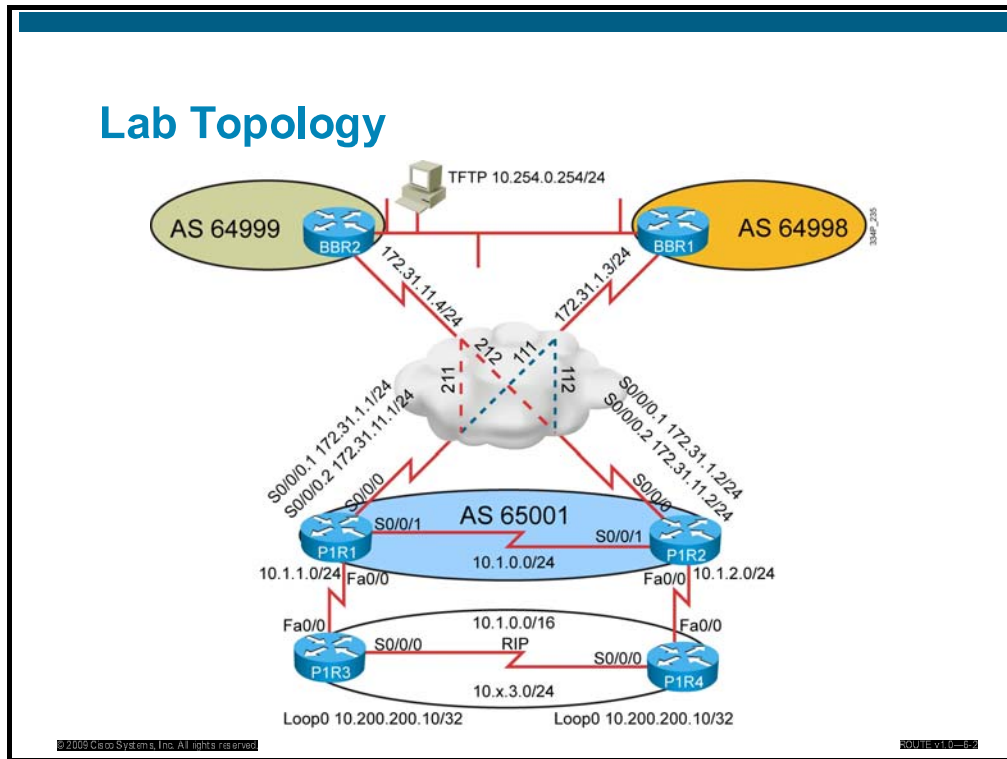 Lab Topology
TFTP 10.254.0.254/24
AS 64999
BBR2
BBR1
AS 64998
334P_235
172.31.11.4/24
172.31.1.3/24
211
212
111
112
S0/0/0.1 172.31.1.1/24
S0/0/0.2 172.31.11.1/24
S0/0/0
S0/0/0.1 172.31.1.2/24
S0/0/0.2 172.31.11.2/24
S0/0/0
AS 65001
P1R1
S0/0/1
S0/0/1
P1R2
10.1.0.0/24
10.1.1.0/24
Fa0/0
Fa0/0
10.1.2.0/24
Fa0/0
10.1.0.0/16
Fa0/0
P1R3
S0/0/0
RIP
S0/0/0
P1R4
10.x.3.0/24
Loop0 10.200.200.10/32
Loop0 10.200.200.10/32
© 2009 Cisco Systems, Inc. All rights reserved.
ROUTE v1.0—6-2